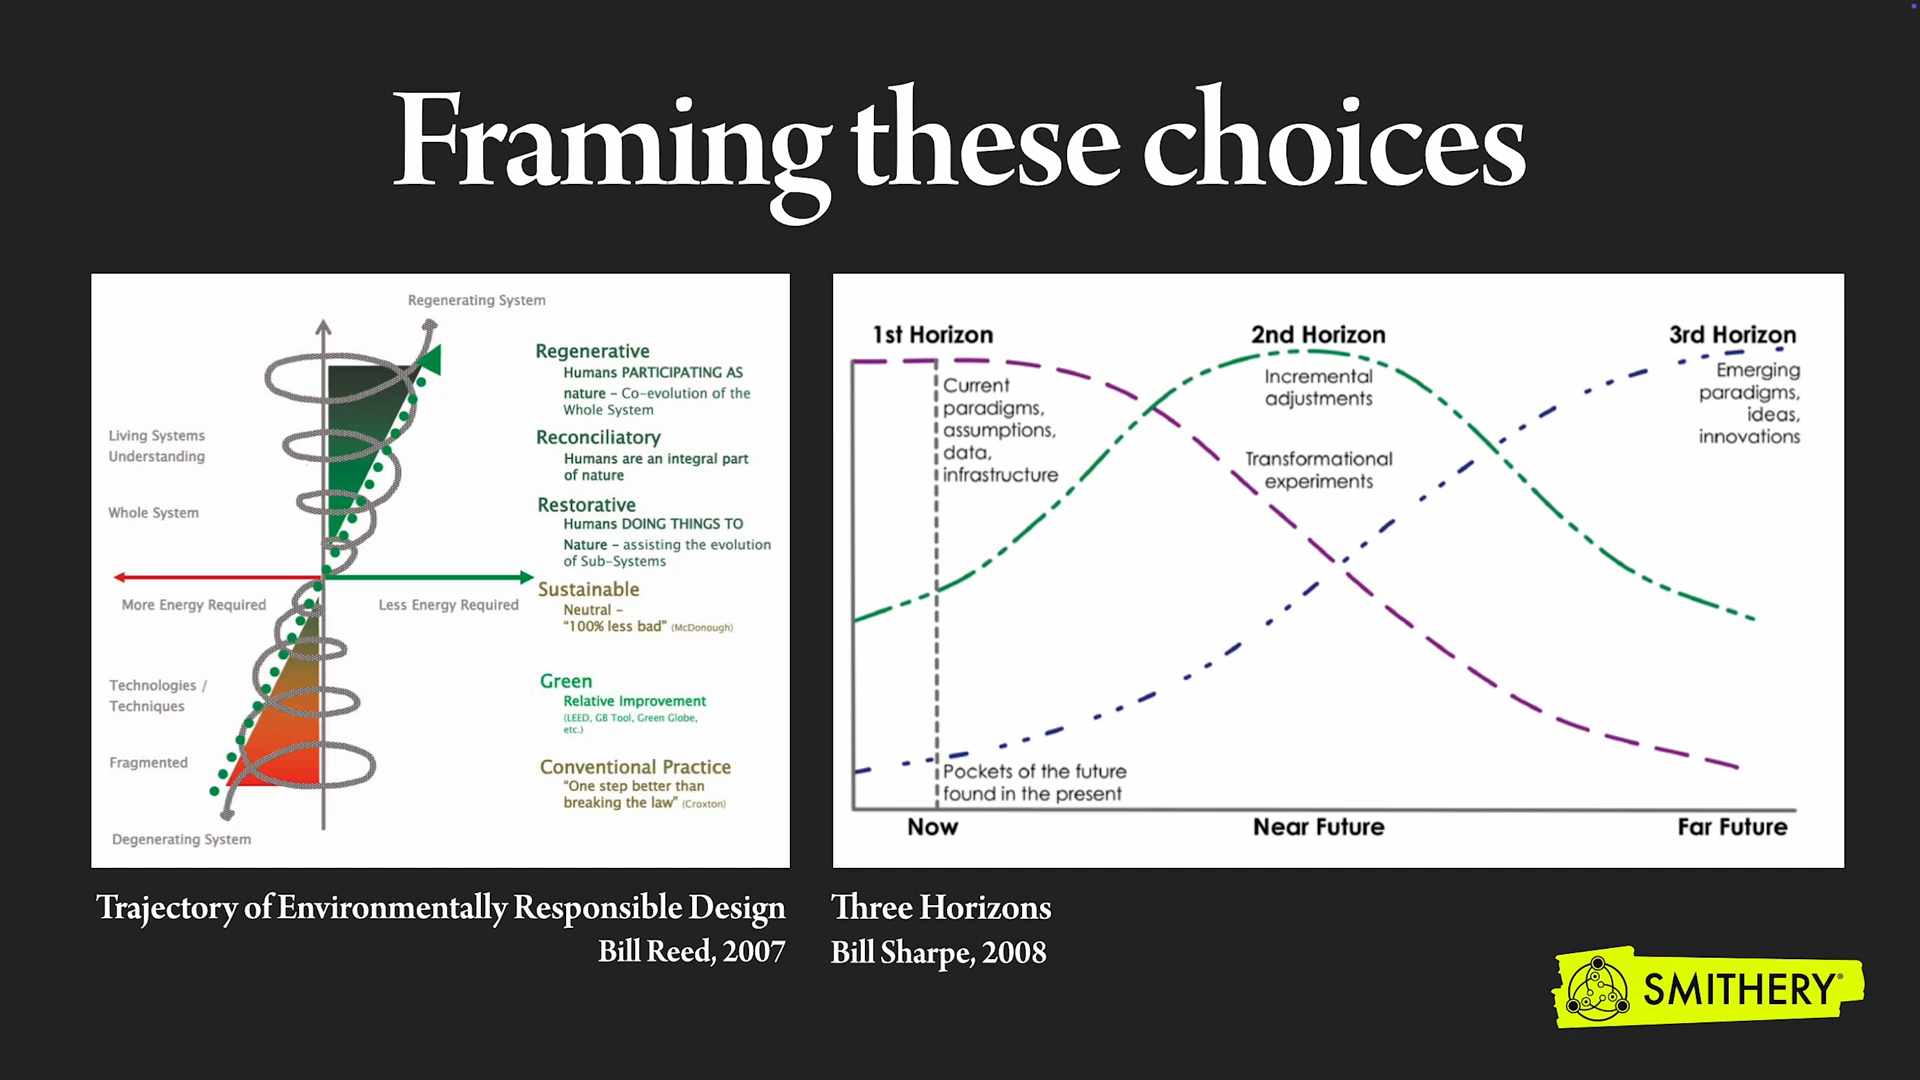 Framing these choices
Regenerating System
Living Systems
Understanding
Whole System
More Energy Required
Less Energy Required
Technologies /
Techniques
Fragmented
Degenerating System
Regenerative
Humans PARTICIPATING AS
nature – Co-evolution of the
Whole System
Reconciliatory
Humans are an integral part
of nature
Restorative
Humans DOING THINGS TO
Nature – assisting the evolution
of Sub-Systems
Sustainable
Neutral –
“100% less bad” (McDonough)
Green
Relative Improvement
(LEED, GB Tool, Green Globe,
etc.)
Conventional Practice
“One step better than
breaking the law” (Croxton)
Trajectory of Environmentally Responsible Design
Bill Reed, 2007
1st Horizon
2nd Horizon
3rd Horizon
Current
paradigms,
assumptions,
data,
infrastructure
Incremental
adjustments
Transformational
experiments
Emerging
paradigms,
ideas,
innovations
Pockets of the future
found in the present
Now
Near Future
Far Future
Three Horizons
Bill Sharpe, 2008
SMITHERY®